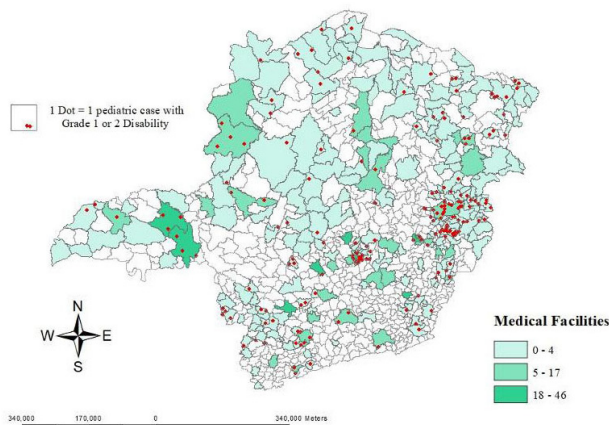 1 Dot = 1 pediatric case with
Grade 1 or 2 Disability
N
W E
S
Medical Facilities
0 - 4
5 - 17
18 - 46
340,000 170,000 0 340,000 Meters